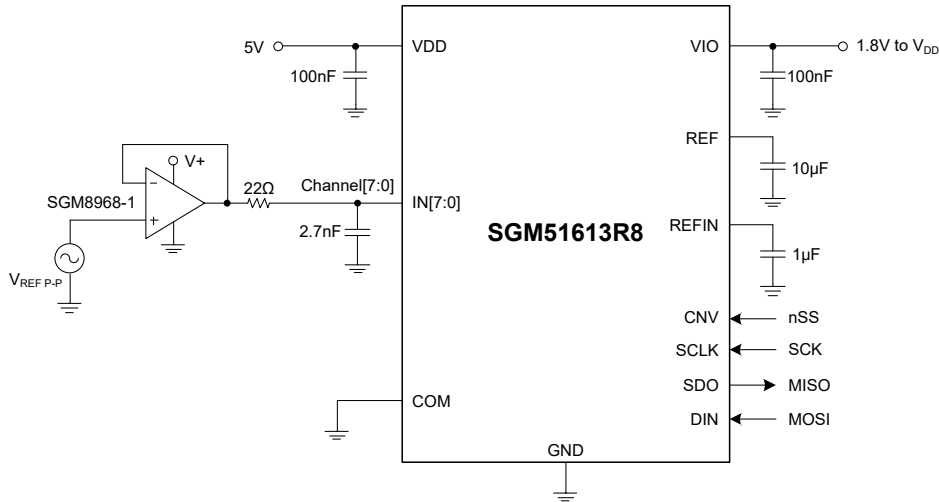 5V
VDD
VIO
1.8V to VDD
100nF
100nF
REF
10µF
V+
SGM8968-1
22Ω
Channel[7:0]
IN[7:0]
2.7nF
SGM51613R8
REFIN
1µF
VREF P-P
CNV
nSS
SCLK
SCK
SDO
MISO
COM
DIN
MOSI
GND